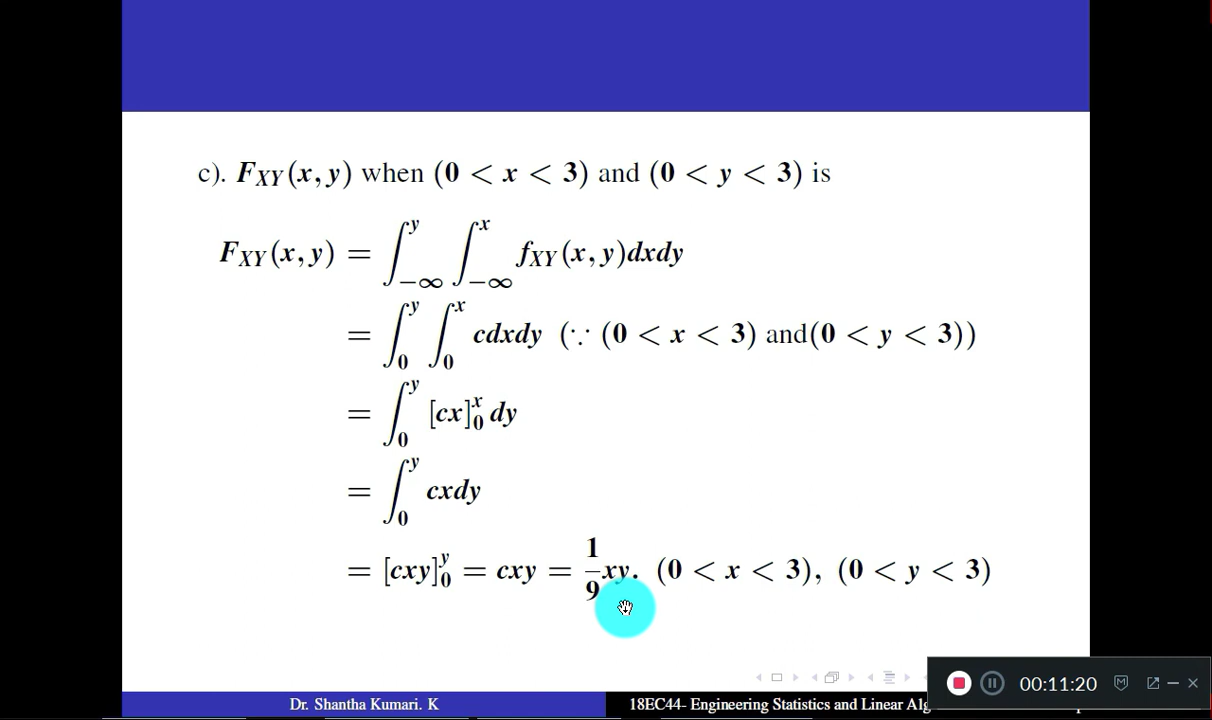 c). F_XY(x, y) when (0 < x < 3) and (0 < y < 3) is
F_XY(x, y) = ∫_{−∞}^{y} ∫_{−∞}^{x} f_XY(x, y)dxdy
= ∫_0^y ∫_0^x cdxdy (∵ (0 < x < 3) and(0 < y < 3))
= ∫_0^y [cx]_0^x dy
= ∫_0^y cxdy
= [cxy]_0^y = cxy = 1/9 xy. (0 < x < 3), (0 < y < 3)
00:11:20
Dr. Shantha Kumari. K 18EC44- Engineering Statistics and Linear Alg